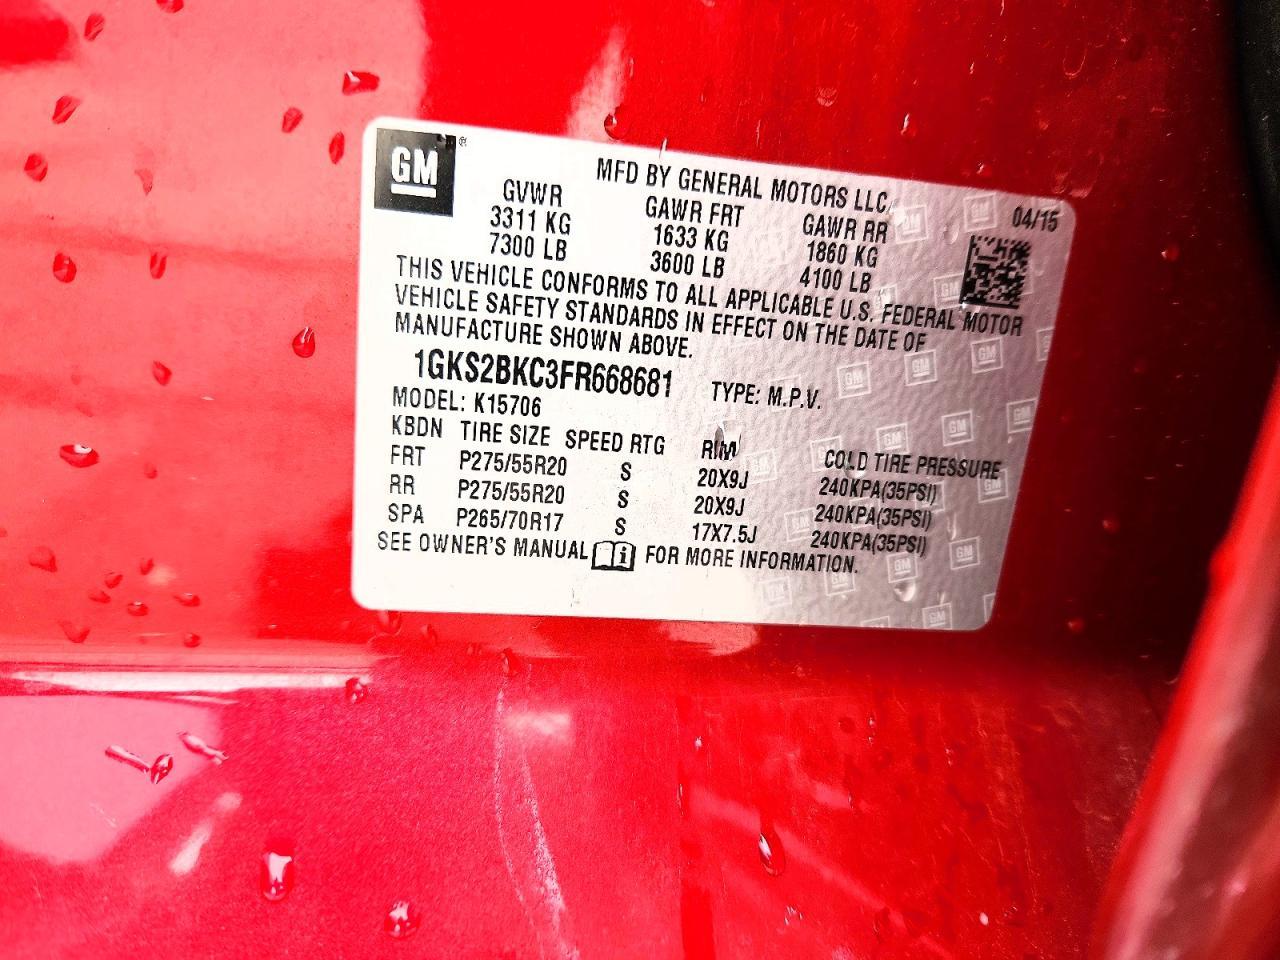 GM
MFD BY GENERAL MOTORS LLC
04/15
GVWR GAWR FRT GAWR RR
3311 KG 1633 KG 1860 KG
7300 LB 3600 LB 4100 LB
THIS VEHICLE CONFORMS TO ALL APPLICABLE U.S. FEDERAL MOTOR
VEHICLE SAFETY STANDARDS IN EFFECT ON THE DATE OF
MANUFACTURE SHOWN ABOVE.
1GKS2BKC3FR668681 TYPE: M.P.V.
MODEL: K15706
KBDN TIRE SIZE SPEED RTG RIM COLD TIRE PRESSURE
FRT P275/55R20 S 20X9J 240KPA(35PSI)
RR P275/55R20 S 20X9J 240KPA(35PSI)
SPA P265/70R17 S 17X7.5J 240KPA(35PSI)
SEE OWNER'S MANUAL FOR MORE INFORMATION.